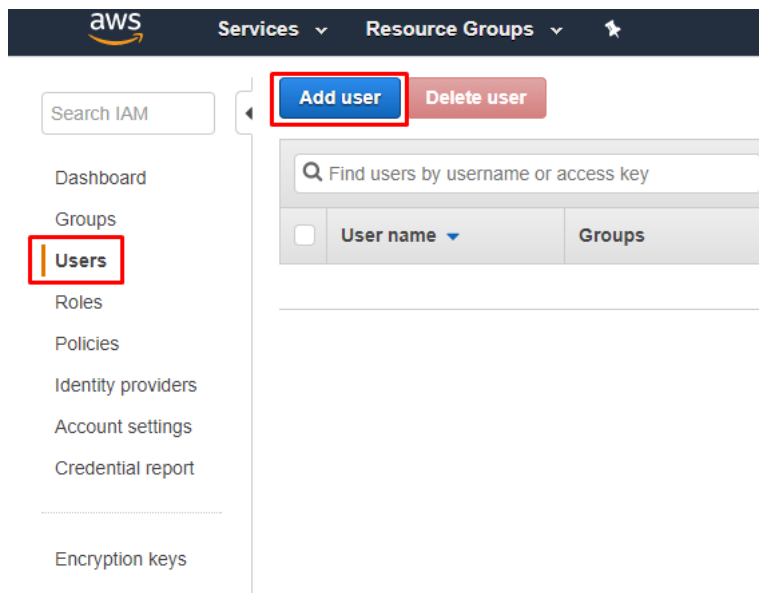 aws Services Resource Groups
Add user Delete user
Search IAM
Find users by username or access key
User name Groups
Dashboard
Groups
Users
Roles
Policies
Identity providers
Account settings
Credential report
Encryption keys